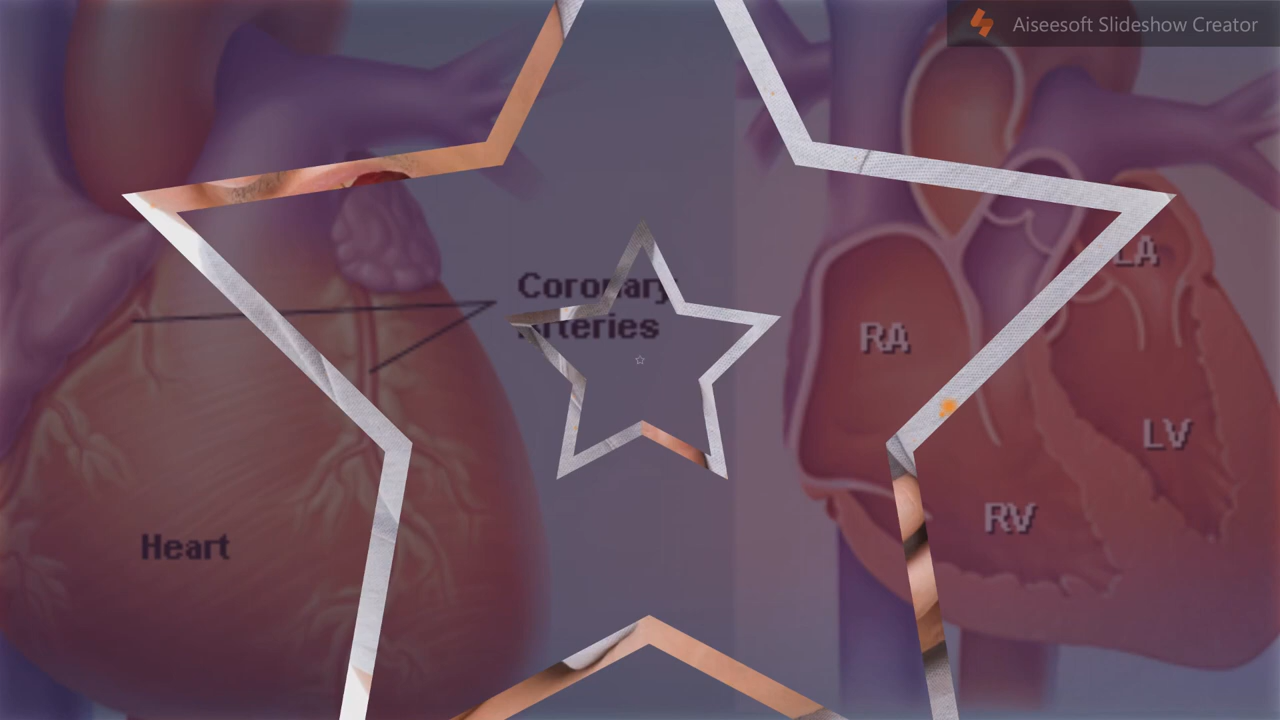 Aiseesoft Slideshow Creator
Coronary
Arteries
LA
RA
LV
RV
Heart